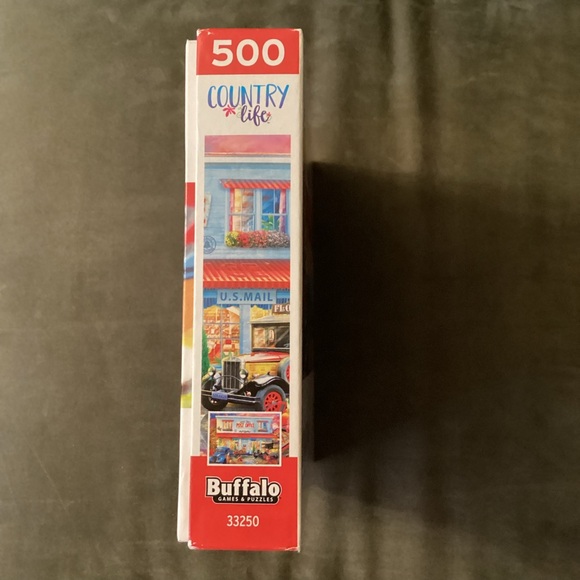 500
COUNTRY
life
U.S.MAIL
Buffalo
GAMES & PUZZLES
33250